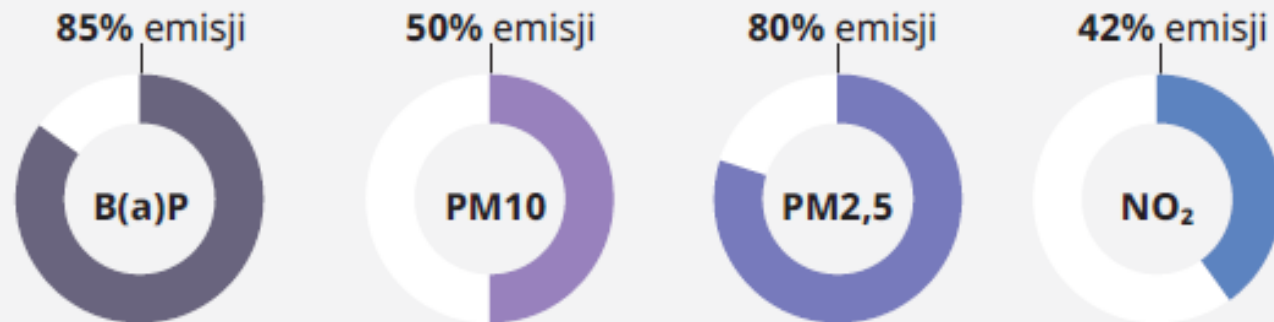 85% emisji
50% emisji
80% emisji
42% emisji
B(a)P
PM10
PM2,5
NO₂